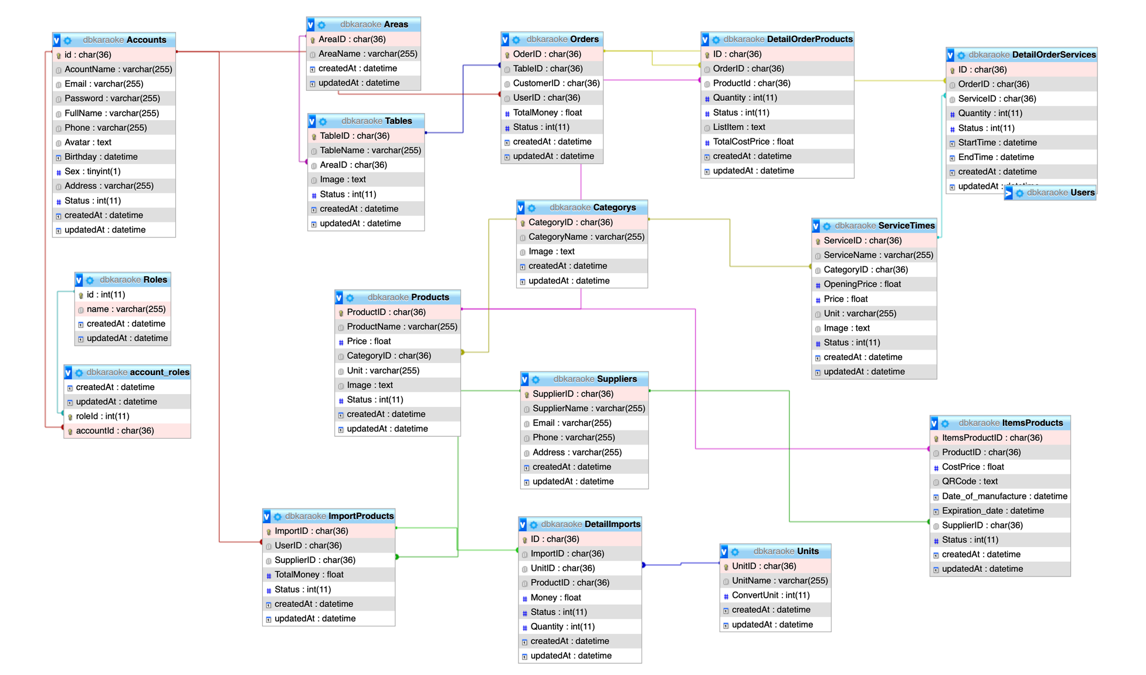 dbkaraoke Accounts
id : char(36)
AcountName : varchar(255)
Email : varchar(255)
Password : varchar(255)
FullName : varchar(255)
Phone : varchar(255)
Avatar : text
Birthday : datetime
Sex : tinyint(1)
Address : varchar(255)
Status : int(11)
createdAt : datetime
updatedAt : datetime
dbkaraoke Areas
AreaID : char(36)
AreaName : varchar(255)
createdAt : datetime
updatedAt : datetime
dbkaraoke Tables
TableID : char(36)
TableName : varchar(255)
AreaID : char(36)
Image : text
Status : int(11)
createdAt : datetime
updatedAt : datetime
dbkaraoke Orders
OderID : char(36)
TableID : char(36)
CustomerID : char(36)
UserID : char(36)
TotalMoney : float
Status : int(11)
createdAt : datetime
updatedAt : datetime
dbkaraoke DetailOrderProducts
ID : char(36)
OrderID : char(36)
ProductId : char(36)
Quantity : int(11)
Status : int(11)
ListItem : text
TotalCostPrice : float
createdAt : datetime
updatedAt : datetime
dbkaraoke DetailOrderServices
ID : char(36)
OrderID : char(36)
ServiceID : char(36)
Quantity : int(11)
Status : int(11)
StartTime : datetime
EndTime : datetime
createdAt : datetime
updatedAt : datetime
dbkaraoke Users
dbkaraoke Categorys
CategoryID : char(36)
CategoryName : varchar(255)
Image : text
createdAt : datetime
updatedAt : datetime
dbkaraoke ServiceTimes
ServiceID : char(36)
ServiceName : varchar(255)
CategoryID : char(36)
OpeningPrice : float
Price : float
Unit : varchar(255)
Image : text
Status : int(11)
createdAt : datetime
updatedAt : datetime
dbkaraoke Roles
id : int(11)
name : varchar(255)
createdAt : datetime
updatedAt : datetime
dbkaraoke account_roles
createdAt : datetime
updatedAt : datetime
roleId : int(11)
accountId : char(36)
dbkaraoke Products
ProductID : char(36)
ProductName : varchar(255)
Price : float
CategoryID : char(36)
Unit : varchar(255)
Image : text
Status : int(11)
createdAt : datetime
updatedAt : datetime
dbkaraoke Suppliers
SupplierID : char(36)
SupplierName : varchar(255)
Email : varchar(255)
Phone : varchar(255)
Address : varchar(255)
createdAt : datetime
updatedAt : datetime
dbkaraoke ItemsProducts
ItemsProductID : char(36)
ProductID : char(36)
CostPrice : float
QRCode : text
Date_of_manufacture : datetime
Expiration_date : datetime
SupplierID : char(36)
Status : int(11)
createdAt : datetime
updatedAt : datetime
dbkaraoke ImportProducts
ImportID : char(36)
UserID : char(36)
SupplierID : char(36)
TotalMoney : float
Status : int(11)
createdAt : datetime
updatedAt : datetime
dbkaraoke DetailImports
ID : char(36)
ImportID : char(36)
UnitID : char(36)
ProductID : char(36)
Money : float
Status : int(11)
Quantity : int(11)
createdAt : datetime
updatedAt : datetime
dbkaraoke Units
UnitID : char(36)
UnitName : varchar(255)
ConvertUnit : int(11)
createdAt : datetime
updatedAt : datetime